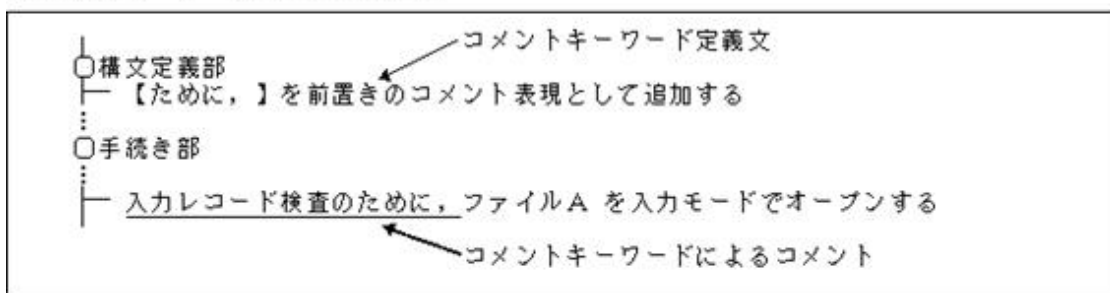 コメントキーワード定義文
構文定義部
【ために，】を前置きのコメント表現として追加する
手続き部
入力レコード検査のために，ファイルA を入力モードでオープンする
コメントキーワードによるコメント